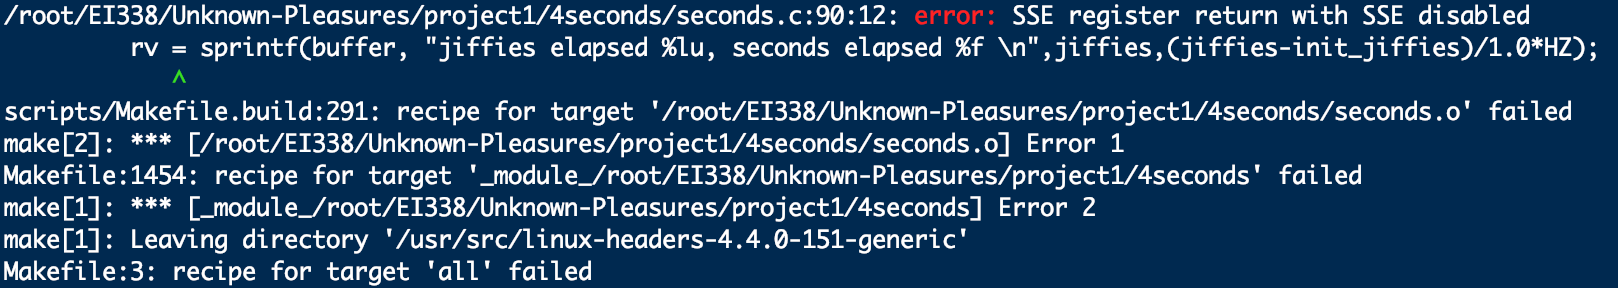 /root/EI338/Unknown-Pleasures/project1/4seconds/seconds.c:90:12: error: SSE register return with SSE disabled
rv = sprintf(buffer, "jiffies elapsed %lu, seconds elapsed %f \n",jiffies,(jiffies-init_jiffies)/1.0*HZ);
^
scripts/Makefile.build:291: recipe for target '/root/EI338/Unknown-Pleasures/project1/4seconds/seconds.o' failed
make[2]: *** [/root/EI338/Unknown-Pleasures/project1/4seconds/seconds.o] Error 1
Makefile:1454: recipe for target '_module_/root/EI338/Unknown-Pleasures/project1/4seconds' failed
make[1]: *** [_module_/root/EI338/Unknown-Pleasures/project1/4seconds] Error 2
make[1]: Leaving directory '/usr/src/linux-headers-4.4.0-151-generic'
Makefile:3: recipe for target 'all' failed